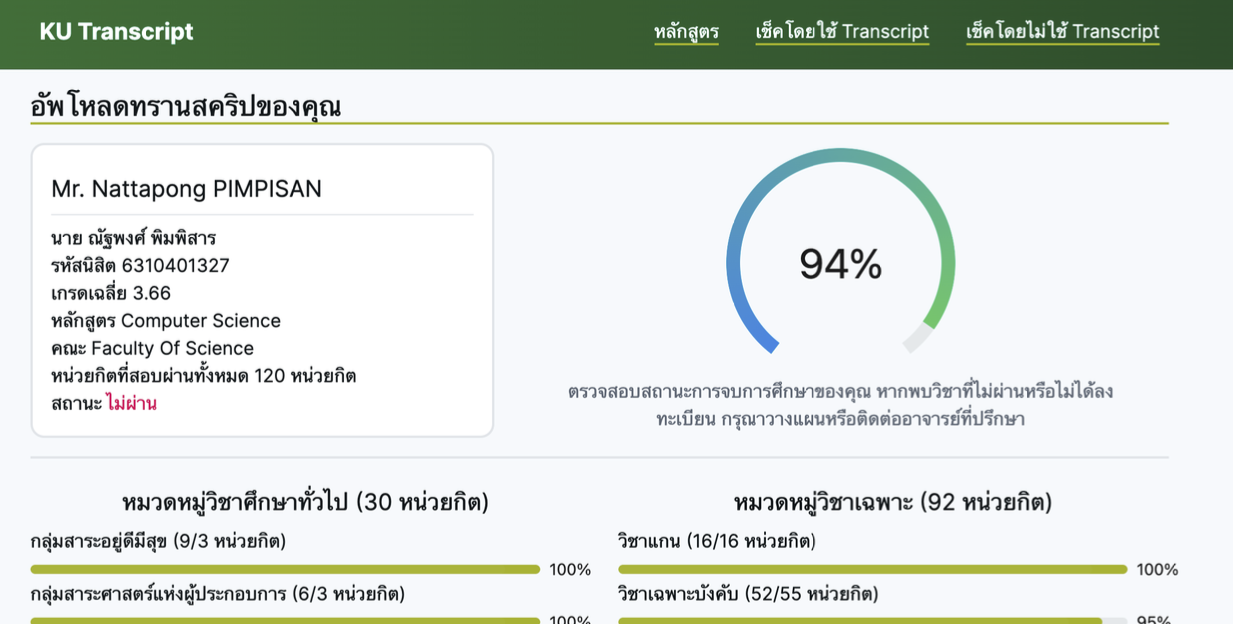 KU Transcript
หลักสูตร
เช็คโดยใช้ Transcript
เช็คโดยไม่ใช้ Transcript
อัพโหลดทรานสคริปของคุณ
Mr. Nattapong PIMPISAN
นาย ณัฐพงศ์ พิมพิสาร
รหัสนิสิต 6310401327
เกรดเฉลี่ย 3.66
หลักสูตร Computer Science
คณะ Faculty Of Science
หน่วยกิตที่สอบผ่านทั้งหมด 120 หน่วยกิต
สถานะ ไม่ผ่าน
94%
ตรวจสอบสถานะการจบการศึกษาของคุณ หากพบวิชาที่ไม่ผ่านหรือไม่ได้ลง
ทะเบียน กรุณาวางแผนหรือติดต่ออาจารย์ที่ปรึกษา
หมวดหมู่วิชาศึกษาทั่วไป (30 หน่วยกิต)
กลุ่มสาระอยู่ดีมีสุข (9/3 หน่วยกิต)
100%
กลุ่มสาระศาสตร์แห่งผู้ประกอบการ (6/3 หน่วยกิต)
100%
หมวดหมู่วิชาเฉพาะ (92 หน่วยกิต)
วิชาแกน (16/16 หน่วยกิต)
100%
วิชาเฉพาะบังคับ (52/55 หน่วยกิต)
95%